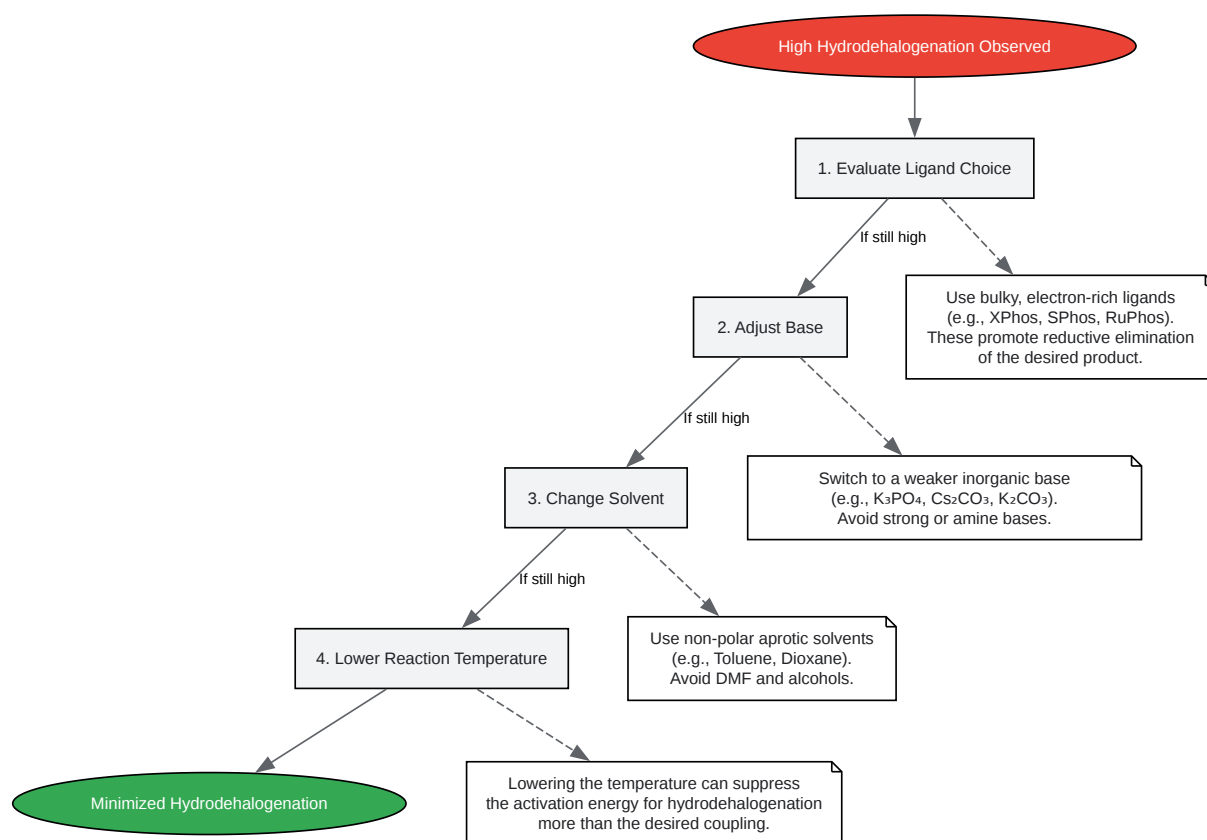 High Hydrodehalogenation Observed
1. Evaluate Ligand Choice
If still high
Use bulky, electron-rich ligands
(e.g., XPhos, SPhos, RuPhos).
These promote reductive elimination
of the desired product.
2. Adjust Base
If still high
Switch to a weaker inorganic base
(e.g., K₃PO₄, Cs₂CO₃, K₂CO₃).
Avoid strong or amine bases.
3. Change Solvent
If still high
Use non-polar aprotic solvents
(e.g., Toluene, Dioxane).
Avoid DMF and alcohols.
4. Lower Reaction Temperature
Minimized Hydrodehalogenation
Lowering the temperature can suppress
the activation energy for hydrodehalogenation
more than the desired coupling.